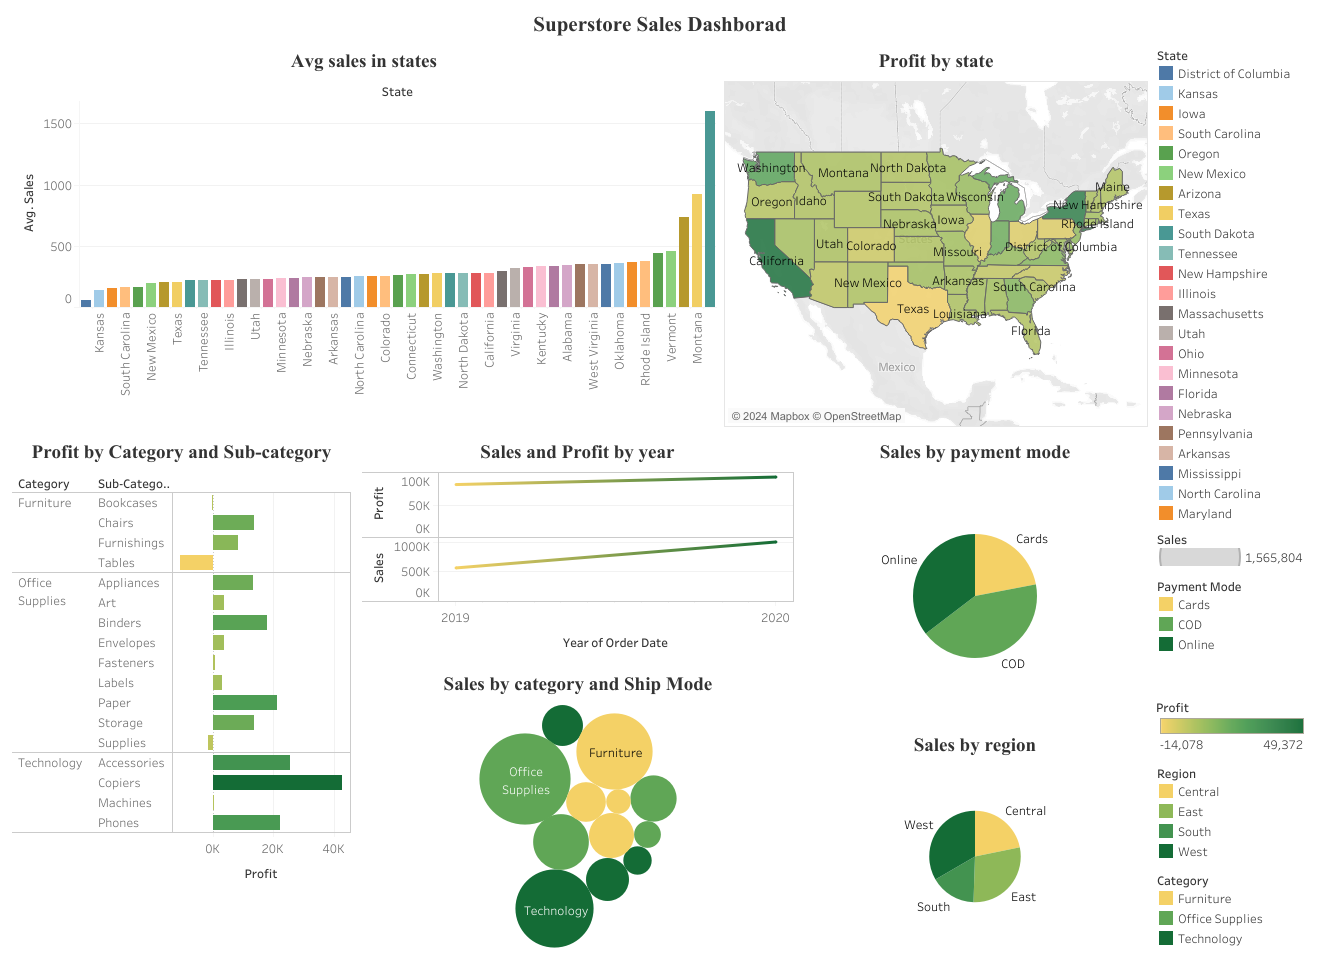 Superstore Sales Dashborad
Avg sales in states
State
Avg. Sales
1500
1000
500
0
Kansas
South Carolina
New Mexico
Texas
Tennessee
Illinois
Utah
Minnesota
Nebraska
Arkansas
North Carolina
Colorado
Connecticut
Washington
North Dakota
California
Virginia
Kentucky
Alabama
West Virginia
Oklahoma
Rhode Island
Vermont
Montana
Profit by state
Washington
Montana
North Dakota
Maine
Oregon
Idaho
South Dakota
Wisconsin
New Hampshire
Nebraska
Iowa
Rhode Island
Utah
Colorado
States
Missouri
District of Columbia
California
New Mexico
Arkansas
South Carolina
Texas
Louisiana
Florida
Mexico
© 2024 Mapbox © OpenStreetMap
State
District of Columbia
Kansas
Iowa
South Carolina
Oregon
New Mexico
Arizona
Texas
South Dakota
Tennessee
New Hampshire
Illinois
Massachusetts
Utah
Ohio
Minnesota
Florida
Nebraska
Pennsylvania
Arkansas
Mississippi
North Carolina
Maryland
Sales
1,565,804
Payment Mode
Cards
COD
Online
Profit
-14,078
49,372
Region
Central
East
South
West
Category
Furniture
Office Supplies
Technology
Profit by Category and Sub-category
Category
Sub-Catego..
Furniture
Bookcases
Chairs
Furnishings
Tables
Office
Supplies
Appliances
Art
Binders
Envelopes
Fasteners
Labels
Paper
Storage
Supplies
Technology
Accessories
Copiers
Machines
Phones
0K
20K
40K
Profit
Sales and Profit by year
Profit
100K
50K
0K
Sales
1000K
500K
0K
2019
2020
Year of Order Date
Sales by category and Ship Mode
Furniture
Office
Supplies
Technology
Sales by payment mode
Cards
Online
COD
Sales by region
Central
West
East
South